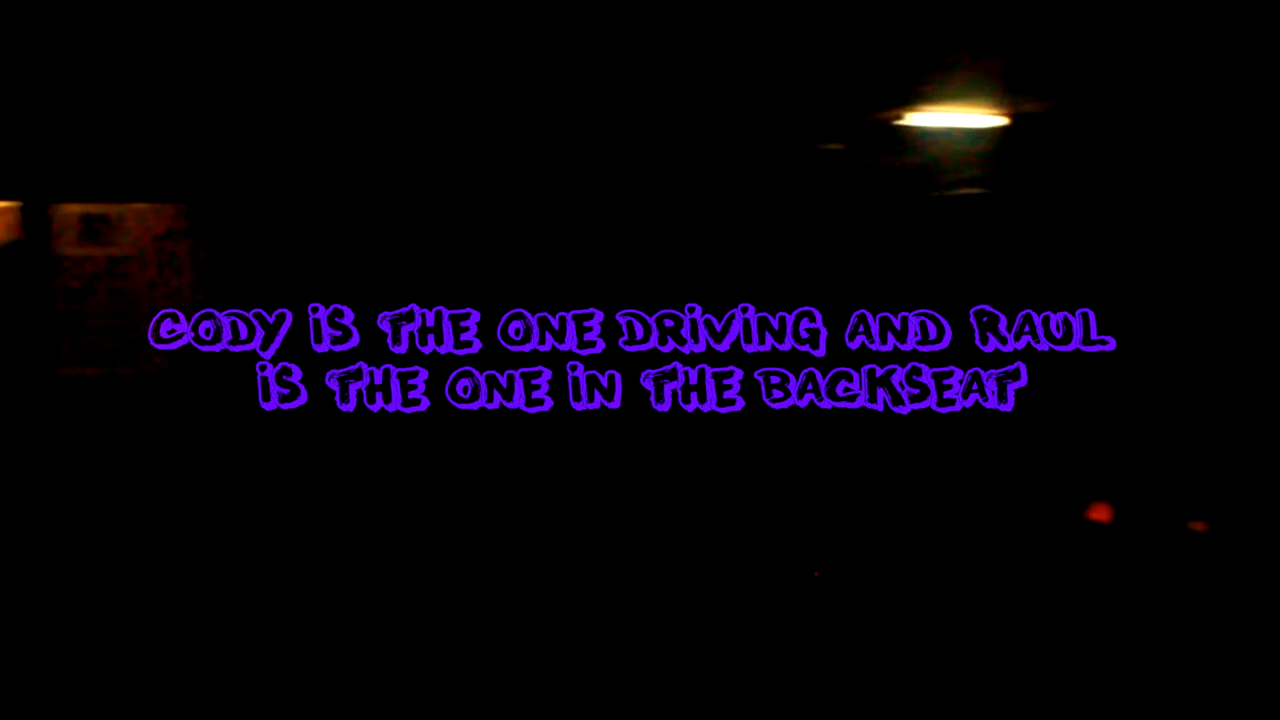 CODY iS THE ONE DRiViNG AND RAUL
iS THE ONE iN THE BACKSEAT